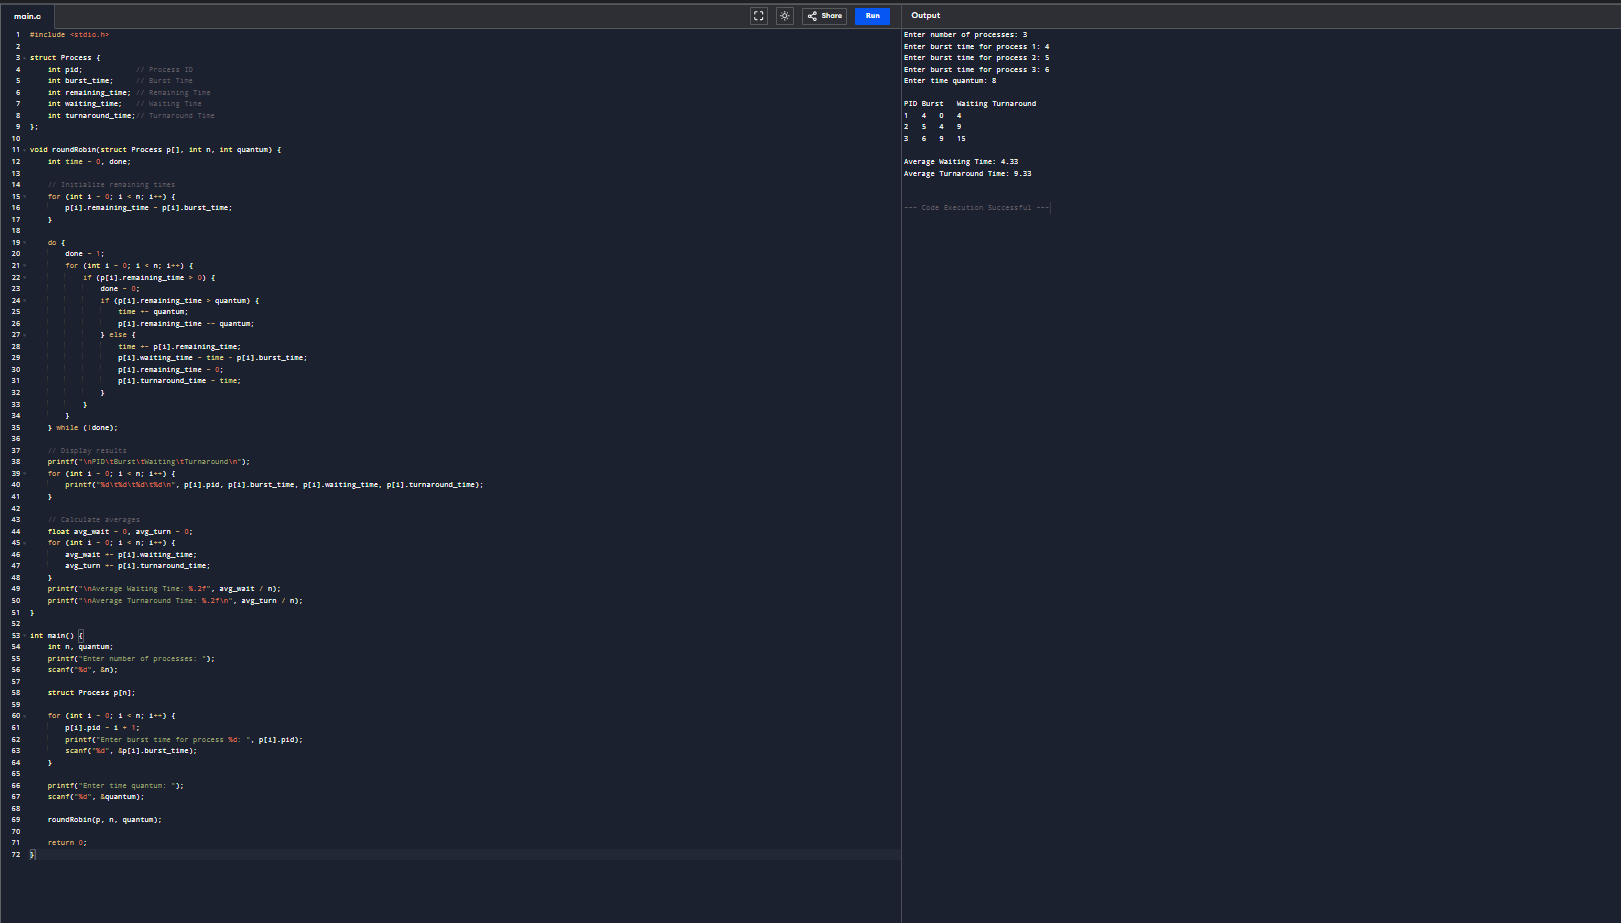 main.c
Share
Run
Output
1 #include <stdio.h>
2
3 struct Process {
4 int pid; // Process ID
5 int burst_time; // Burst Time
6 int remaining_time; // Remaining Time
7 int waiting_time; // Waiting Time
8 int turnaround_time;// Turnaround Time
9 };
10
11 void roundRobin(struct Process p[], int n, int quantum) {
12 int time = 0, done;
13
14 // Initialize remaining times
15 for (int i = 0; i < n; i++) {
16 p[i].remaining_time = p[i].burst_time;
17 }
18
19 do {
20 done = 1;
21 for (int i = 0; i < n; i++) {
22 if (p[i].remaining_time > 0) {
23 done = 0;
24 if (p[i].remaining_time > quantum) {
25 time += quantum;
26 p[i].remaining_time -= quantum;
27 } else {
28 time += p[i].remaining_time;
29 p[i].waiting_time = time - p[i].burst_time;
30 p[i].remaining_time = 0;
31 p[i].turnaround_time = time;
32 }
33 }
34 }
35 } while (!done);
36
37 // Display results
38 printf("\nPID\tBurst\tWaiting\tTurnaround\n");
39 for (int i = 0; i < n; i++) {
40 printf("%d\t%d\t%d\t%d\n", p[i].pid, p[i].burst_time, p[i].waiting_time, p[i].turnaround_time);
41 }
42
43 // Calculate averages
44 float avg_wait = 0, avg_turn = 0;
45 for (int i = 0; i < n; i++) {
46 avg_wait += p[i].waiting_time;
47 avg_turn += p[i].turnaround_time;
48 }
49 printf("\nAverage Waiting Time: %.2f", avg_wait / n);
50 printf("\nAverage Turnaround Time: %.2f\n", avg_turn / n);
51 }
52
53 int main() {
54 int n, quantum;
55 printf("Enter number of processes: ");
56 scanf("%d", &n);
57
58 struct Process p[n];
59
60 for (int i = 0; i < n; i++) {
61 p[i].pid = i + 1;
62 printf("Enter burst time for process %d: ", p[i].pid);
63 scanf("%d", &p[i].burst_time);
64 }
65
66 printf("Enter time quantum: ");
67 scanf("%d", &quantum);
68
69 roundRobin(p, n, quantum);
70
71 return 0;
72 }
Enter number of processes: 3
Enter burst time for process 1: 4
Enter burst time for process 2: 5
Enter burst time for process 3: 6
Enter time quantum: 8
PID Burst Waiting Turnaround
1 4 0 4
2 5 4 9
3 6 9 15
Average Waiting Time: 4.33
Average Turnaround Time: 9.33
=== Code Execution Successful ===